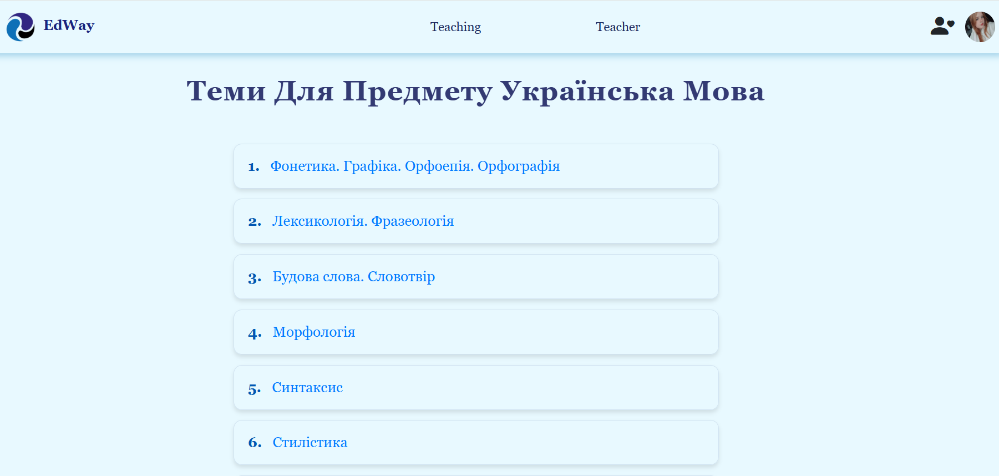 EdWay
Teaching
Teacher
Теми Для Предмету Українська Мова
1. Фонетика. Графіка. Орфоепія. Орфографія
2. Лексикологія. Фразеологія
3. Будова слова. Словотвір
4. Морфологія
5. Синтаксис
6. Стилістика